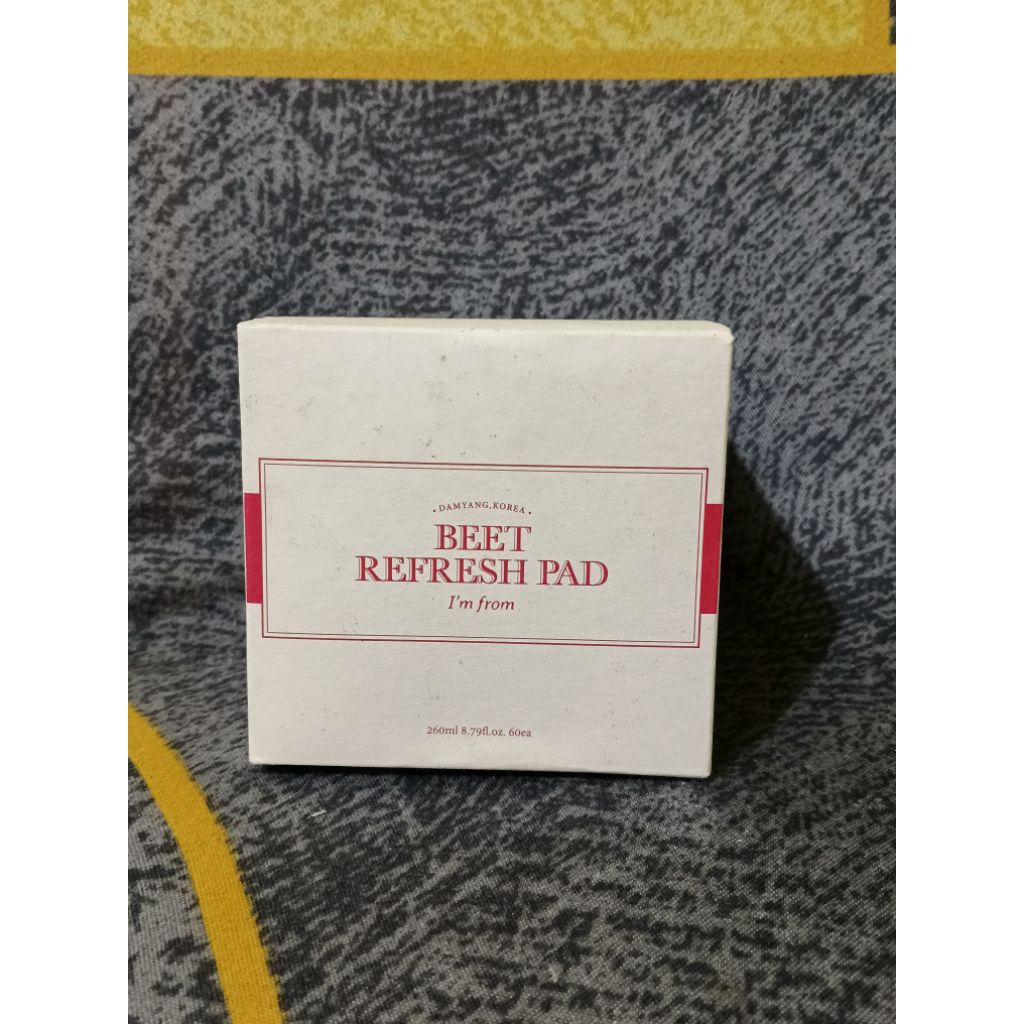 · DAMYANG, KOREA ·
BEET
REFRESH PAD
I'm from
260ml 8.79fl.oz. 60ea